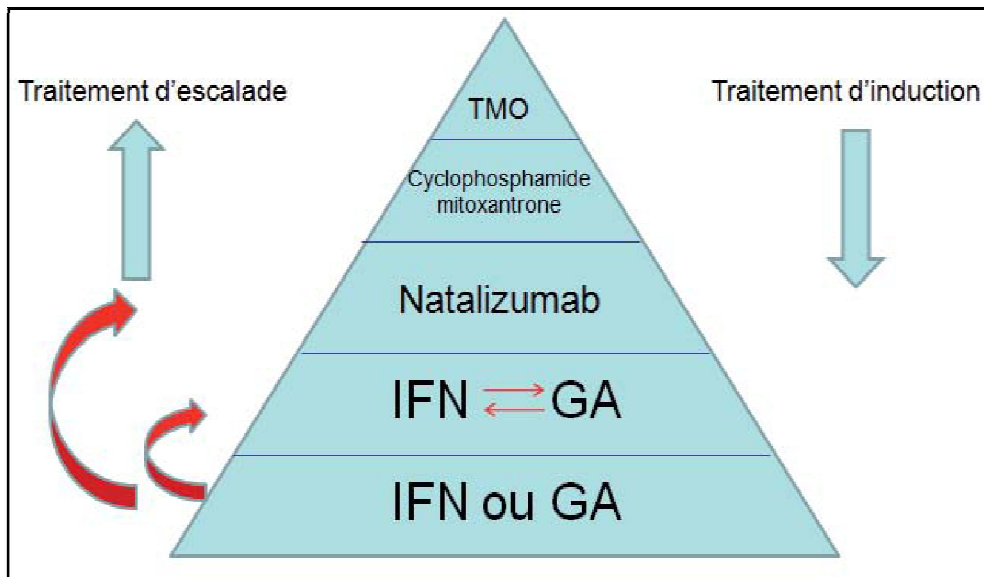 Traitement d'escalade
Traitement d'induction
TMO
Cyclophosphamide
mitoxantrone
Natalizumab
IFN GA
IFN ou GA